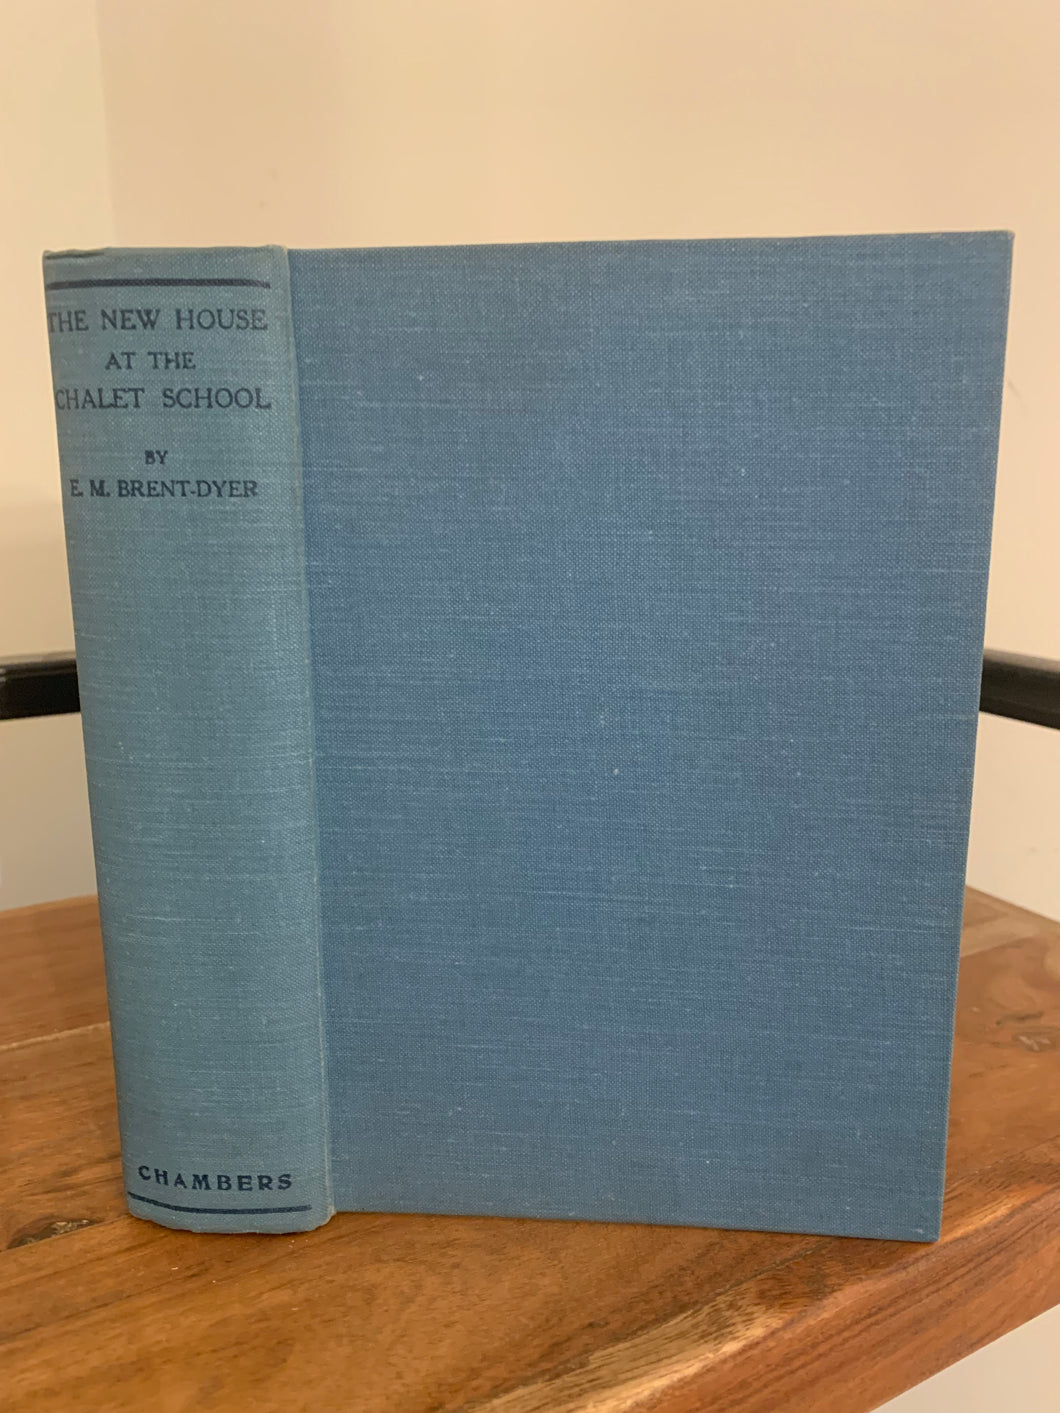 THE NEW HOUSE
AT THE
CHALET SCHOOL
BY
E. M. BRENT-DYER
CHAMBERS